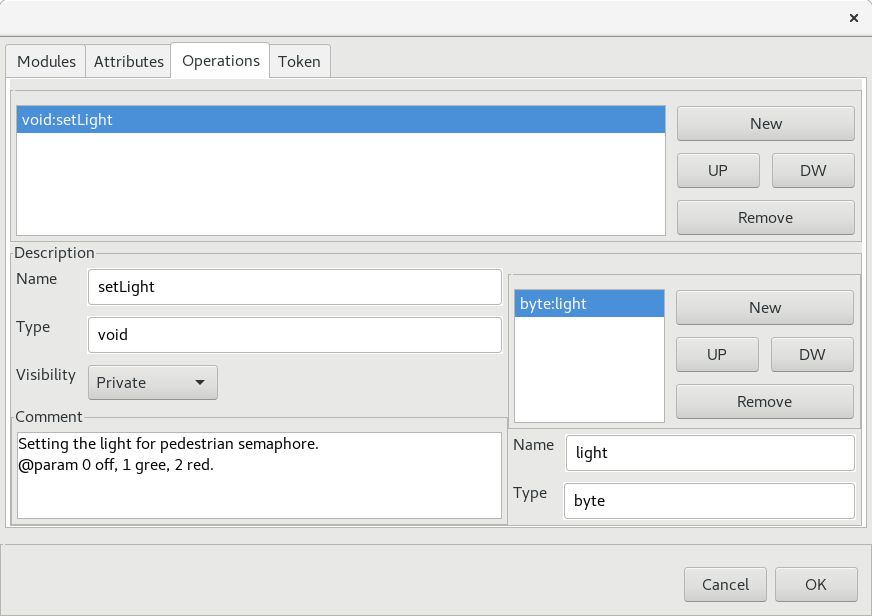 ×
Modules Attributes Operations Token
void:setLight
New
UP DW
Remove
Description
Name setLight
Type void
Visibility Private
Comment
Setting the light for pedestrian semaphore.
@param 0 off, 1 gree, 2 red.
byte:light
New
UP DW
Remove
Name light
Type byte
Cancel OK